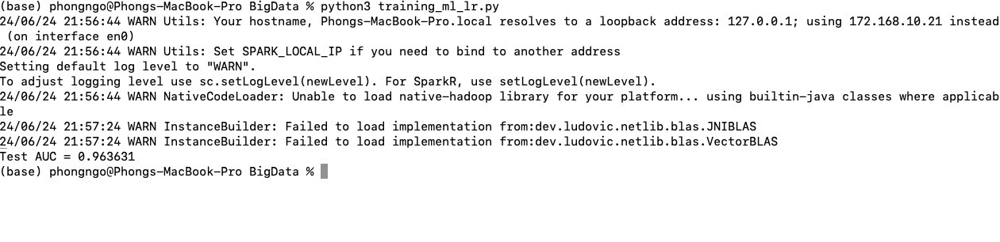 (base) phongngo@Phongs-MacBook-Pro BigData % python3 training_ml_lr.py
24/06/24 21:56:44 WARN Utils: Your hostname, Phongs-MacBook-Pro.local resolves to a loopback address: 127.0.0.1; using 172.168.10.21 instead
 (on interface en0)
24/06/24 21:56:44 WARN Utils: Set SPARK_LOCAL_IP if you need to bind to another address
Setting default log level to "WARN".
To adjust logging level use sc.setLogLevel(newLevel). For SparkR, use setLogLevel(newLevel).
24/06/24 21:56:44 WARN NativeCodeLoader: Unable to load native-hadoop library for your platform... using builtin-java classes where applicab
le
24/06/24 21:57:24 WARN InstanceBuilder: Failed to load implementation from:dev.ludovic.netlib.blas.JNIBLAS
24/06/24 21:57:24 WARN InstanceBuilder: Failed to load implementation from:dev.ludovic.netlib.blas.VectorBLAS
Test AUC = 0.963631
(base) phongngo@Phongs-MacBook-Pro BigData %